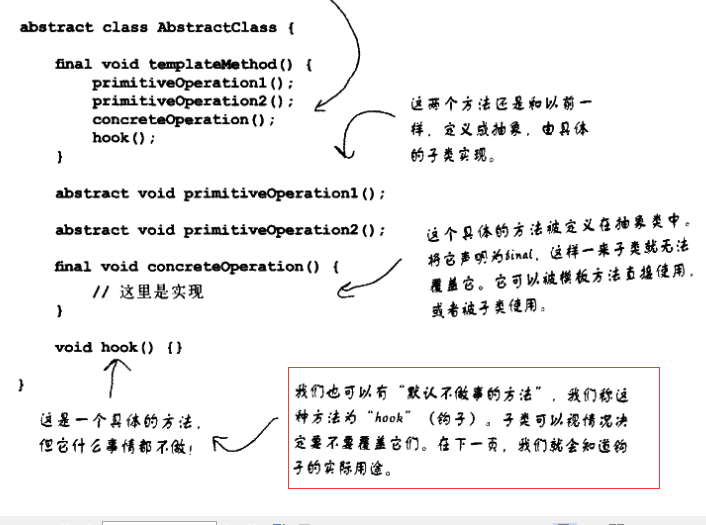 abstract class AbstractClass {
final void templateMethod() {
primitiveOperation1();
primitiveOperation2();
concreteOperation();
hook();
}
这两个方法还是和以前一
样，定义成抽象，由具体
的子类实现。
abstract void primitiveOperation1();
abstract void primitiveOperation2();
final void concreteOperation() {
// 这里是实现
}
这个具体的方法被定义在抽象类中。
将它声明为final，这样一来子类就无法
覆盖它。它可以被模板方法直接使用，
或者被子类使用。
void hook() {}
}
这是一个具体的方法，
但它什么事情都不做！
我们也可以有“默认不做事的方法”，我们称这
种方法为“hook”（钩子）。子类可以视情况决
定要不要覆盖它们。在下一页，我们就会知道钩
子的实际用途。